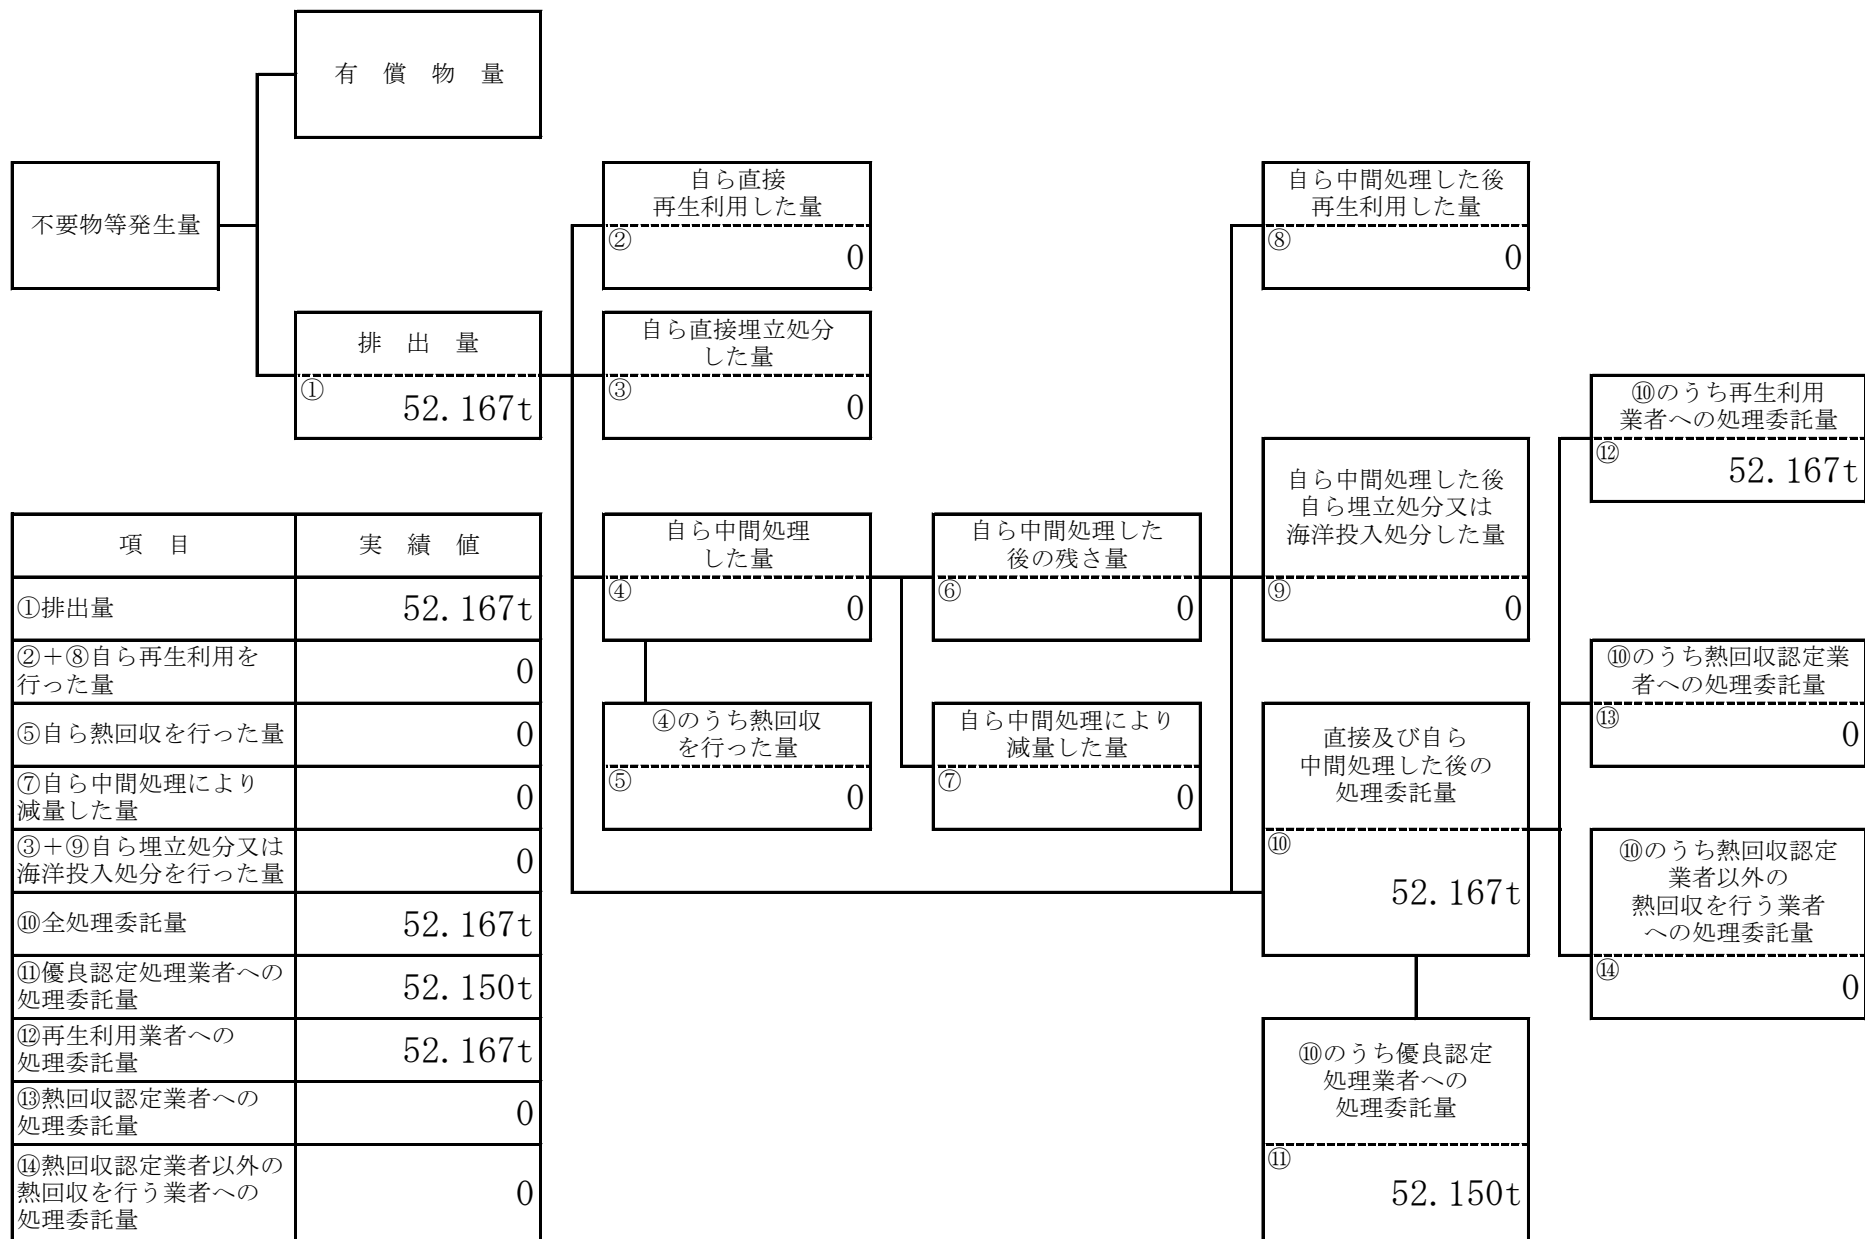 有 償 物 量
不要物等発生量
排 出 量
①
52.167t
自ら直接
再生利用した量
②
0
自ら直接埋立処分
した量
③
0
自ら中間処理
した量
④
0
④のうち熱回収
を行った量
⑤
0
自ら中間処理した
後の残さ量
⑥
0
自ら中間処理により
減量した量
⑦
0
自ら中間処理した後
再生利用した量
⑧
0
自ら中間処理した後
自ら埋立処分又は
海洋投入処分した量
⑨
0
直接及び自ら
中間処理した後の
処理委託量
⑩
52.167t
⑩のうち優良認定
処理業者への
処理委託量
⑪
52.150t
⑩のうち再生利用
業者への処理委託量
⑫
52.167t
⑩のうち熱回収認定業
者への処理委託量
⑬
0
⑩のうち熱回収認定
業者以外の
熱回収を行う業者
への処理委託量
⑭
0
項 目 実 績 値
①排出量 52.167t
②+⑧自ら再生利用を
行った量 0
⑤自ら熱回収を行った量 0
⑦自ら中間処理により
減量した量 0
③+⑨自ら埋立処分又は
海洋投入処分を行った量 0
⑩全処理委託量 52.167t
⑪優良認定処理業者への
処理委託量 52.150t
⑫再生利用業者への
処理委託量 52.167t
⑬熱回収認定業者への
処理委託量 0
⑭熱回収認定業者以外の
熱回収を行う業者への
処理委託量 0